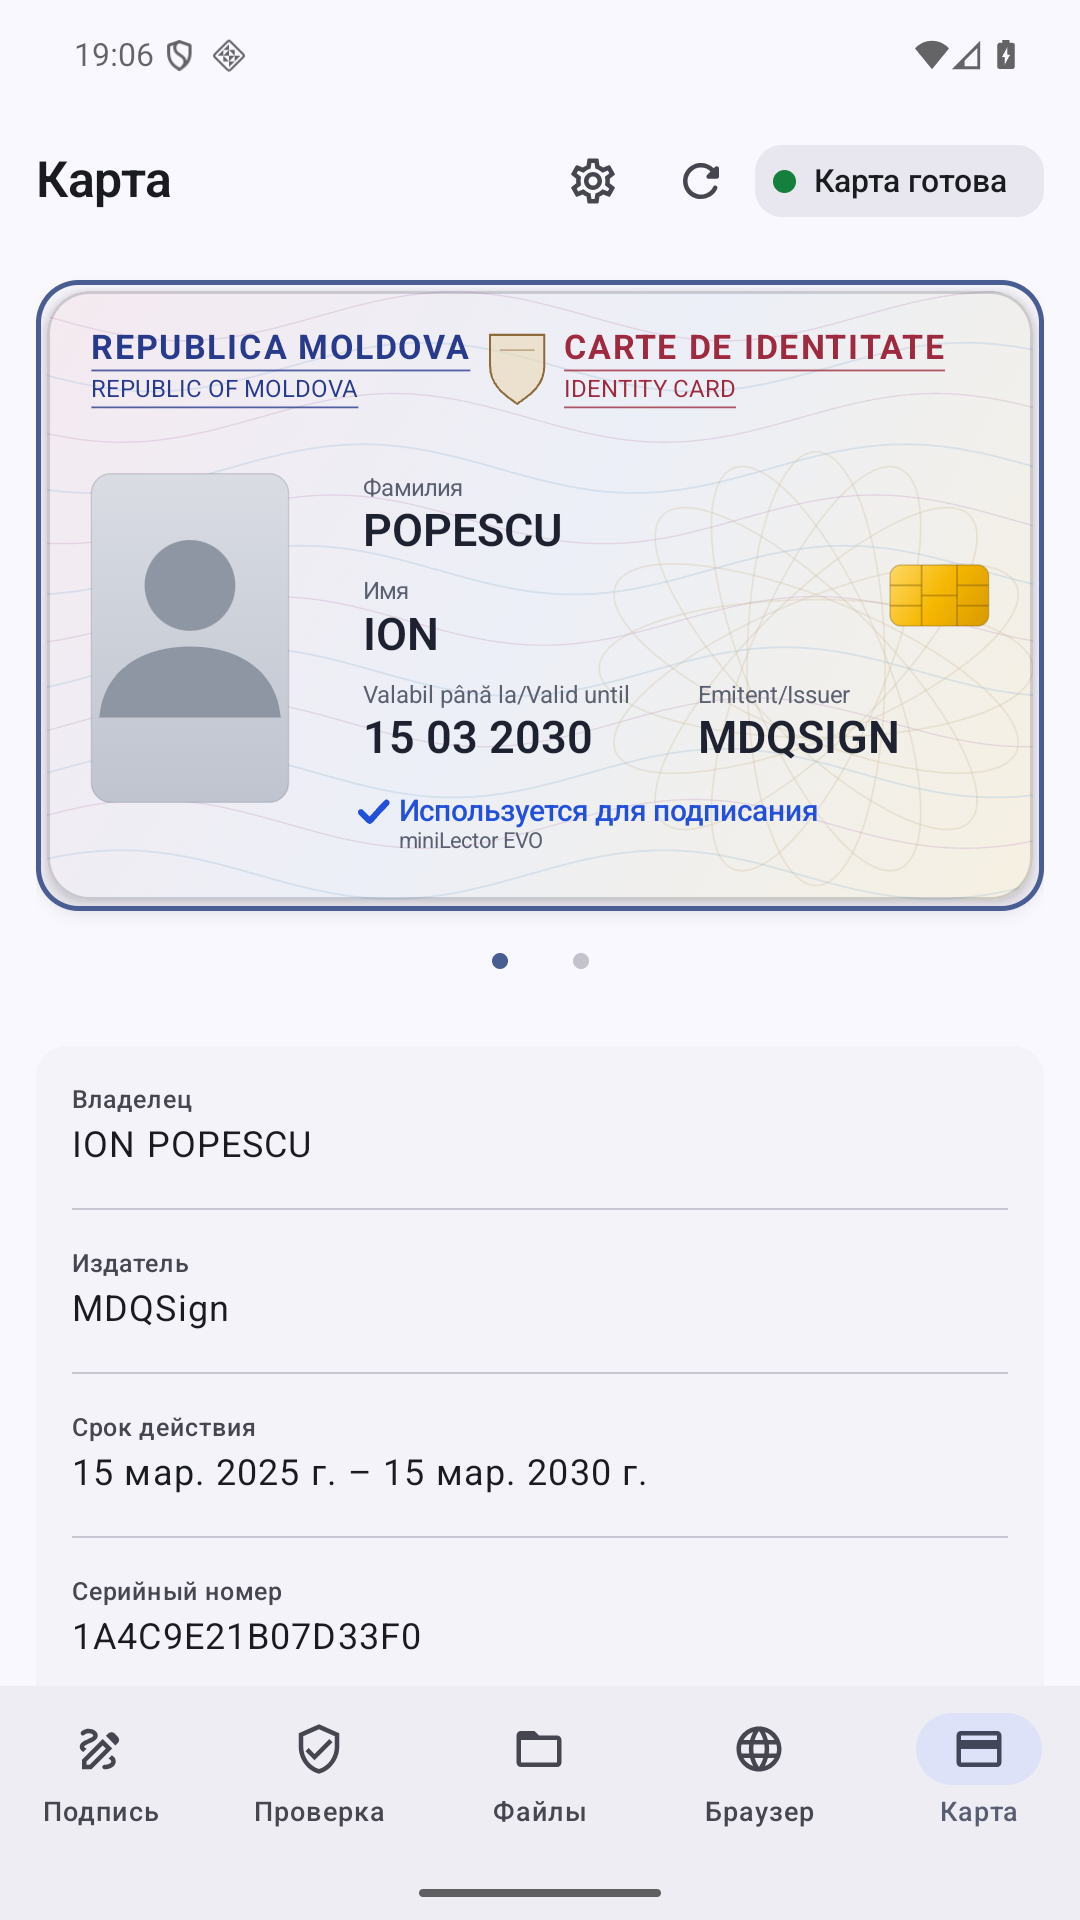 19:06
Карта
Карта готова
REPUBLICA MOLDOVA
REPUBLIC OF MOLDOVA
CARTE DE IDENTITATE
IDENTITY CARD
Фамилия
POPESCU
Имя
ION
Valabil până la/Valid until
15 03 2030
Emitent/Issuer
MDQSIGN
Используется для подписания
miniLector EVO
Владелец
ION POPESCU
Издатель
MDQSign
Срок действия
15 мар. 2025 г. – 15 мар. 2030 г.
Серийный номер
1A4C9E21B07D33F0
Подпись
Проверка
Файлы
Браузер
Карта